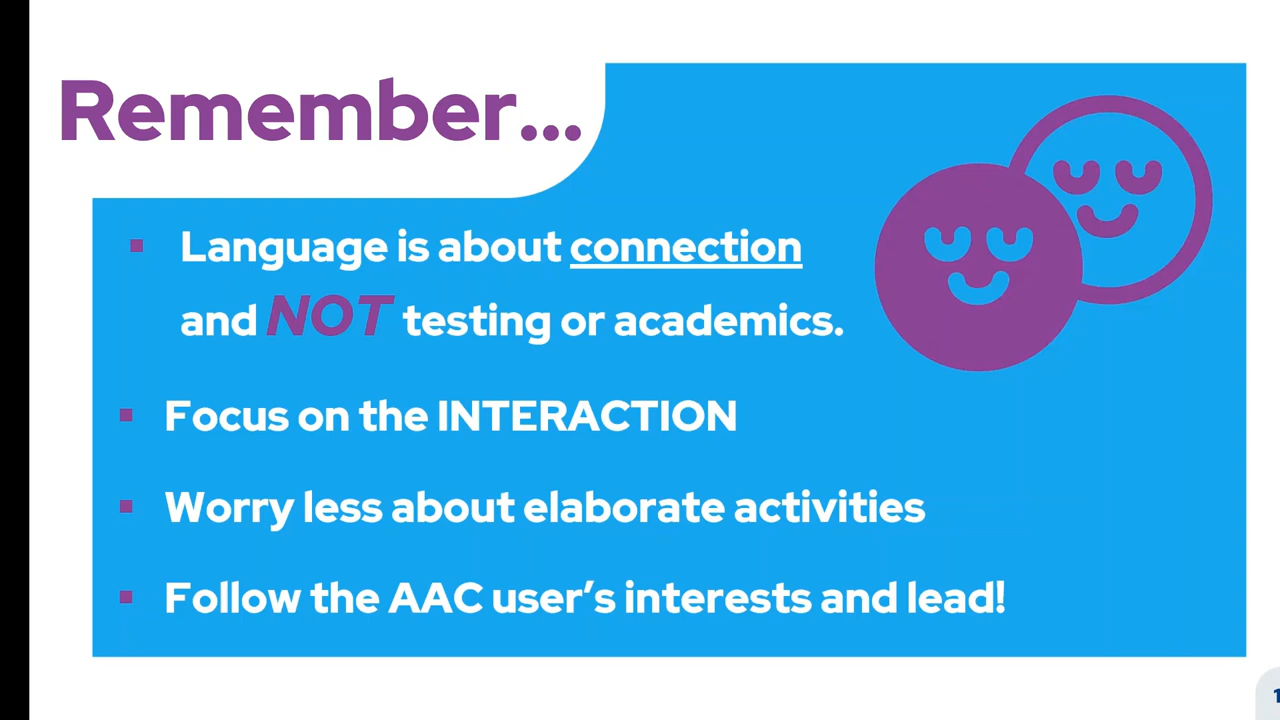 Remember...
▪ Language is about connection
and NOT testing or academics.
▪ Focus on the INTERACTION
▪ Worry less about elaborate activities
▪ Follow the AAC user’s interests and lead!